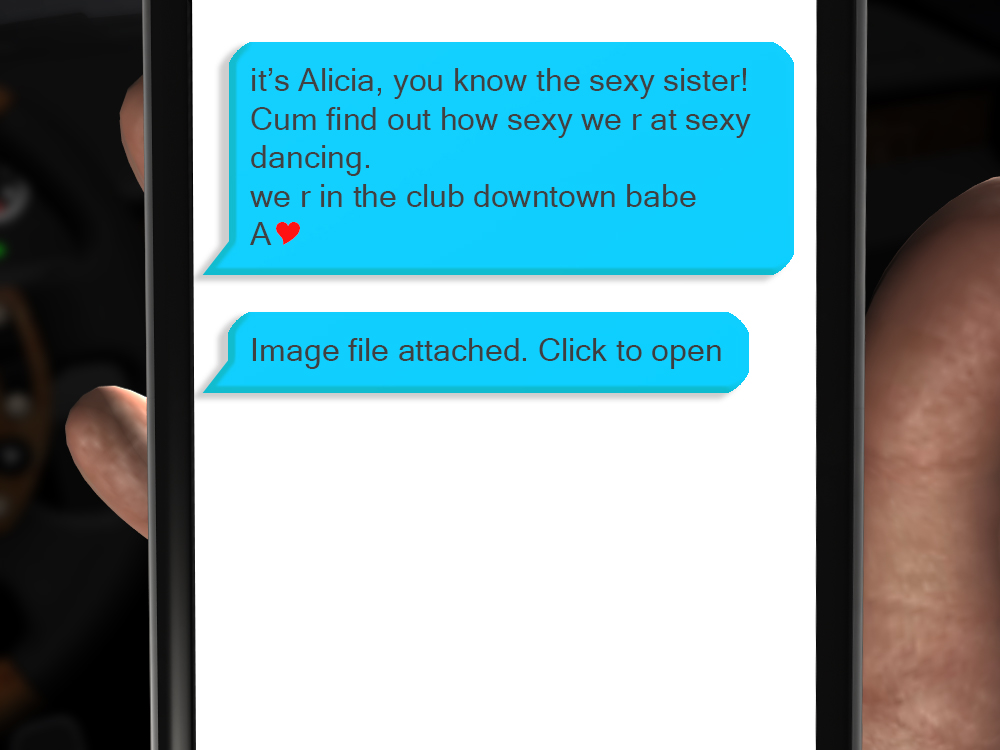 it’s Alicia, you know the sexy sister!
Cum find out how sexy we r at sexy
dancing.
we r in the club downtown babe
A❤
Image file attached. Click to open